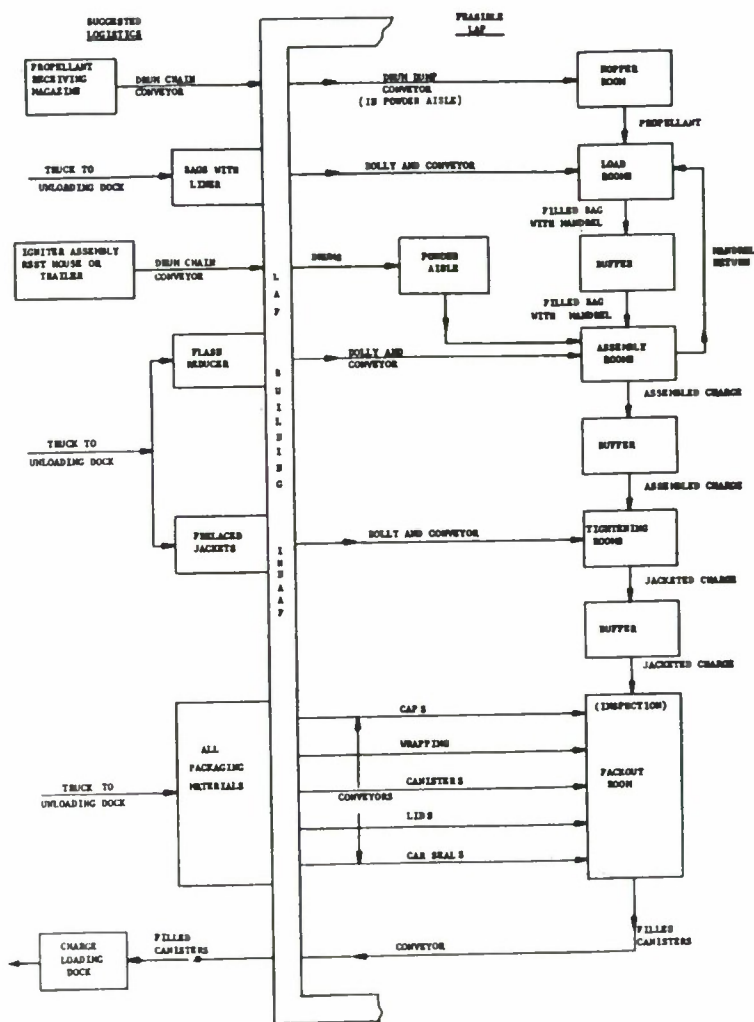 SUGGESTED
LOGISTICS
FEASIBLE
LAP
PROPELLANT
RECEIVING
MAGAZINE
DRUM CHAIN
CONVEYOR
DRUM DUMP
CONVEYOR
(IN POWDER AISLE)
HOPPER
ROOM
PROPELLANT
TRUCK TO
UNLOADING DOCK
BAGS WITH
LINER
DOLLY AND CONVEYOR
LOAD
ROOMS
FILLED BAG
WITH MANDREL
MANDREL
RETURN
IGNITER ASSEMBLY
REST HOUSE OR
TRAILER
DRUM CHAIN
CONVEYOR
DRUMS
POWDER
AISLE
BUFFER
FILLED BAG
WITH MANDREL
FLASH
REDUCER
DOLLY AND
CONVEYOR
ASSEMBLY
ROOMS
ASSEMBLED CHARGE
TRUCK TO
UNLOADING DOCK
BUFFER
ASSEMBLED CHARGE
PRELACED
JACKETS
DOLLY AND CONVEYOR
TIGHTENING
ROOMS
JACKETED CHARGE
BUFFER
JACKETED CHARGE
LAP BUILDING INDAAP
ALL
PACKAGING
MATERIALS
TRUCK TO
UNLOADING DOCK
CAPS
WRAPPING
CANISTERS
CONVEYORS
LIDS
CAR SEALS
(INSPECTION)
PACKOUT
ROOM
FILLED
CANISTERS
CONVEYOR
FILLED
CANISTERS
CHARGE
LOADING
DOCK